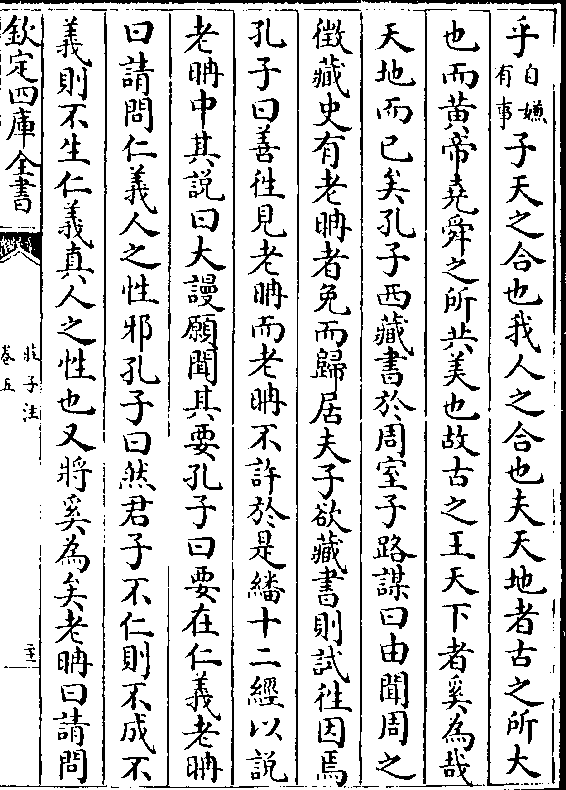 乎自嫌有事子天之合也我人之合也夫天地者古之所大
也而黄帝堯舜之所共美也故古之王天下者奚為哉
天地而已矣孔子西藏書於周室子路謀曰由聞周之
徴藏史有老聃者免而歸居夫子欲藏書則試往因焉
孔子曰善往見老聃而老聃不許於是繙十二經以説
老聃中其説曰大謾願聞其要孔子曰要在仁義老聃
曰請問仁義人之性邪孔子曰然君子不仁則不成不
義則不生仁義真人之性也又將奚為矣老聃曰請問
欽定四庫全書
莊子注
卷五